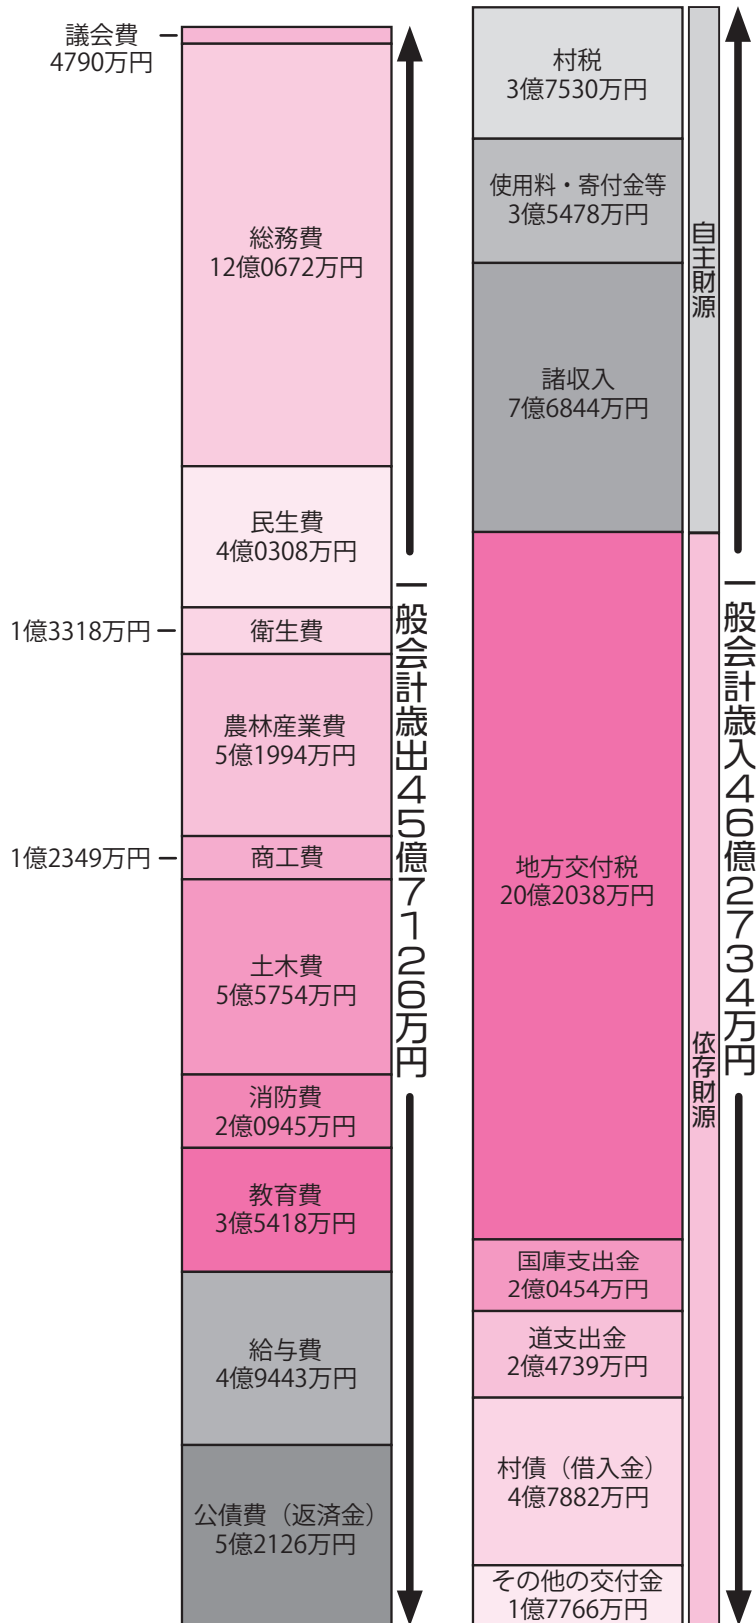 議会費
4790万円
総務費
12億0672万円
民生費
4億0308万円
1億3318万円
衛生費
農林産業費
5億1994万円
1億2349万円
商工費
土木費
5億5754万円
消防費
2億0945万円
教育費
3億5418万円
給与費
4億9443万円
公債費（返済金）
5億2126万円
一般会計歳出45億7126万円
村税
3億7530万円
使用料・寄付金等
3億5478万円
諸収入
7億6844万円
地方交付税
20億2038万円
国庫支出金
2億0454万円
道支出金
2億4739万円
村債（借入金）
4億7882万円
その他の交付金
1億7766万円
自主財源
依存財源
一般会計歳入46億2734万円